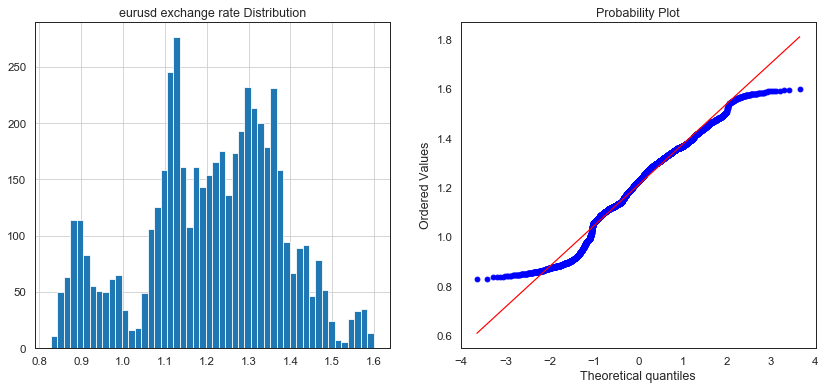 eurusd exchange rate Distribution
250
200
150
100
50
0
0.8 0.9 1.0 1.1 1.2 1.3 1.4 1.5 1.6
Probability Plot
Ordered Values
1.8
1.6
1.4
1.2
1.0
0.8
0.6
−4 −3 −2 −1 0 1 2 3 4
Theoretical quantiles